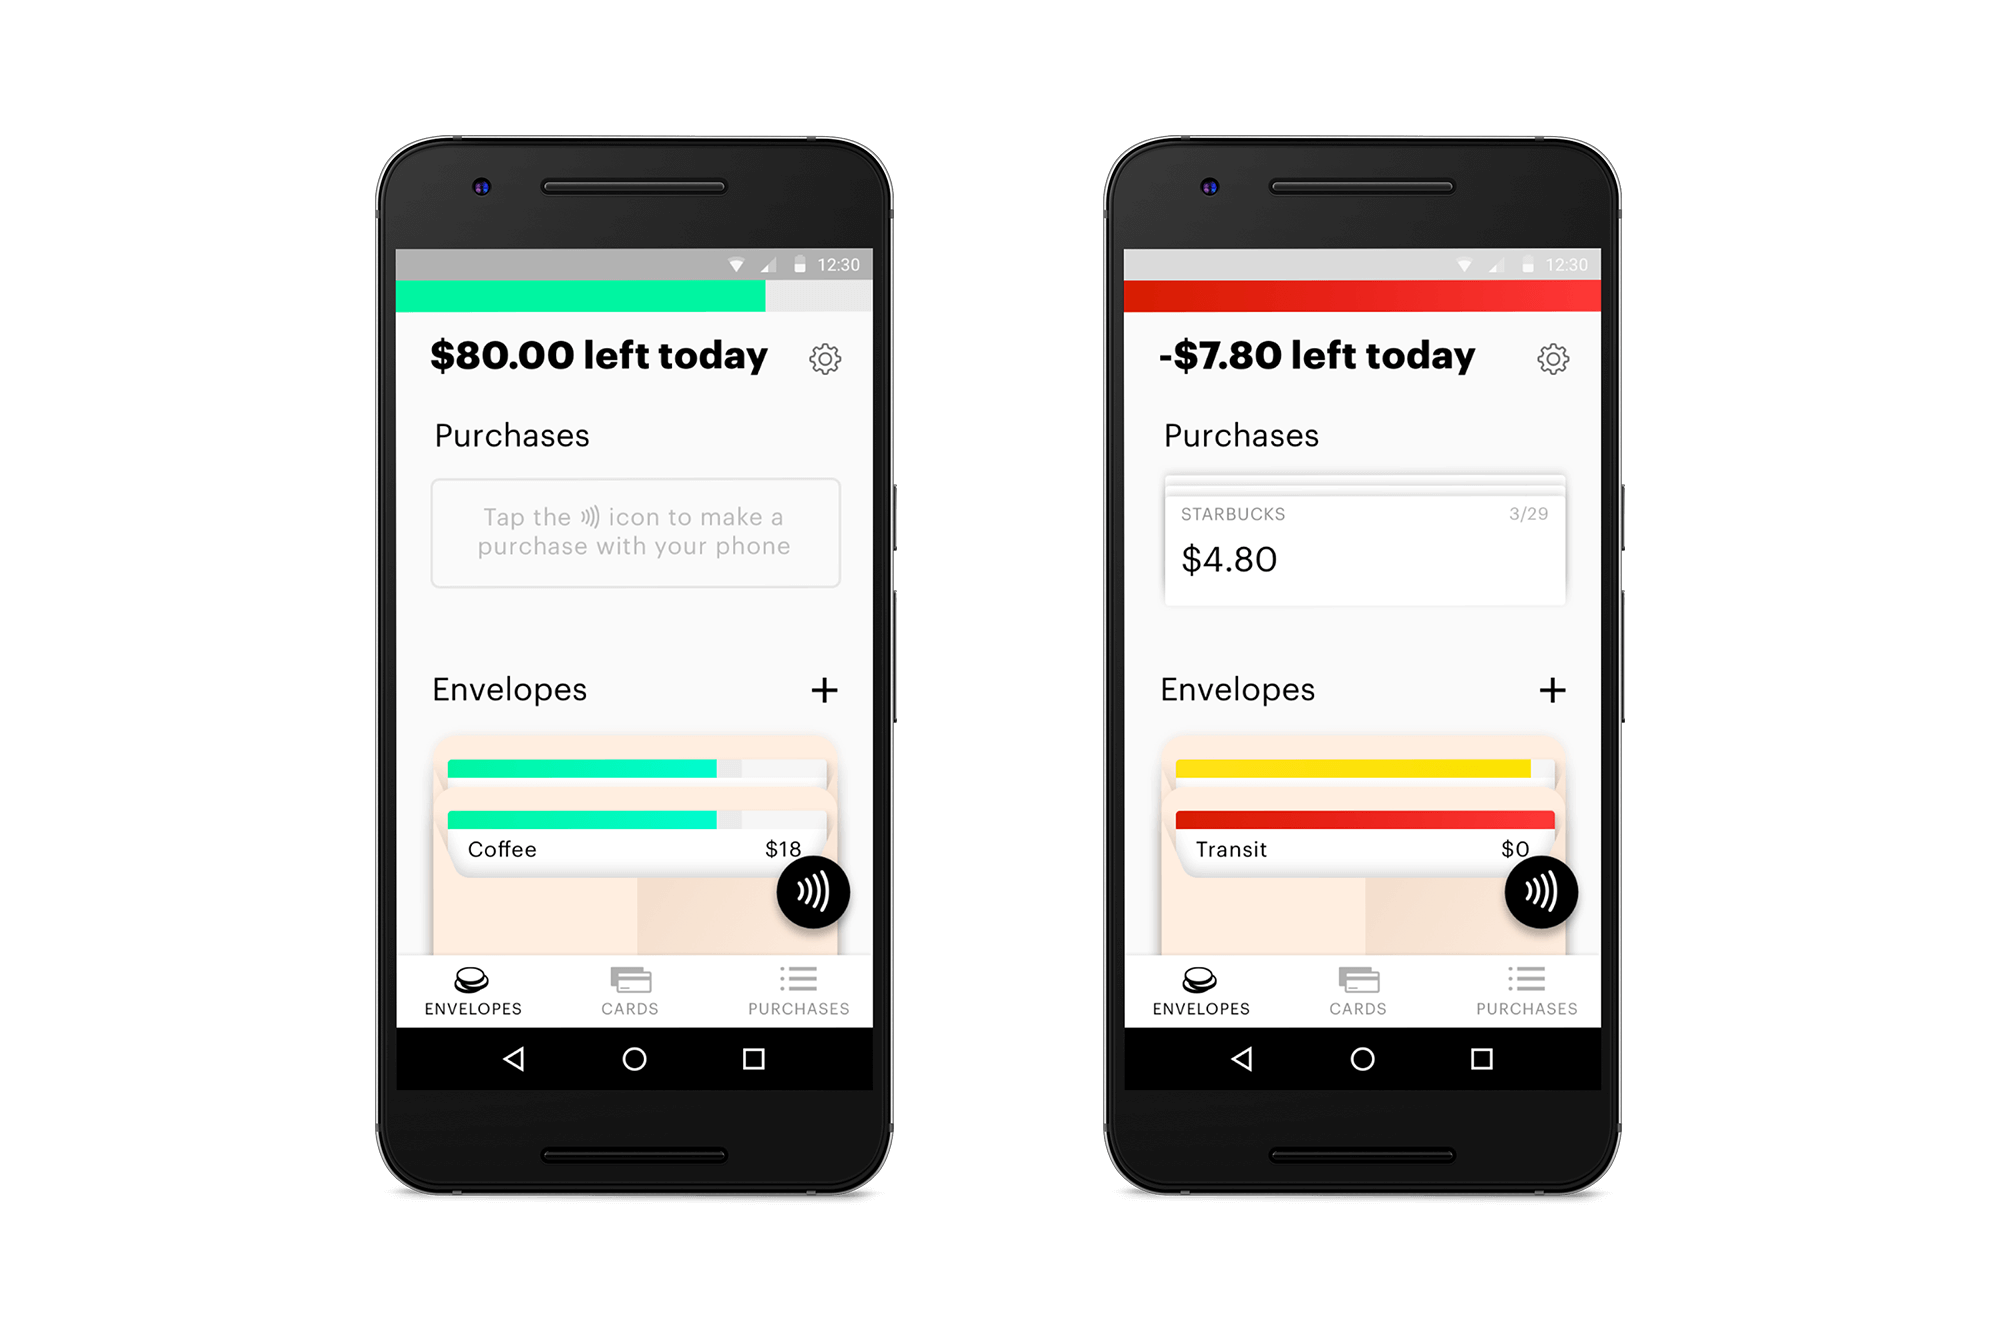 12:30
$80.00 left today
Purchases
Tap the icon to make a
purchase with your phone
Envelopes +
Coffee $18
ENVELOPES CARDS PURCHASES
12:30
-$7.80 left today
Purchases
STARBUCKS 3/29
$4.80
Envelopes +
Transit $0
ENVELOPES CARDS PURCHASES